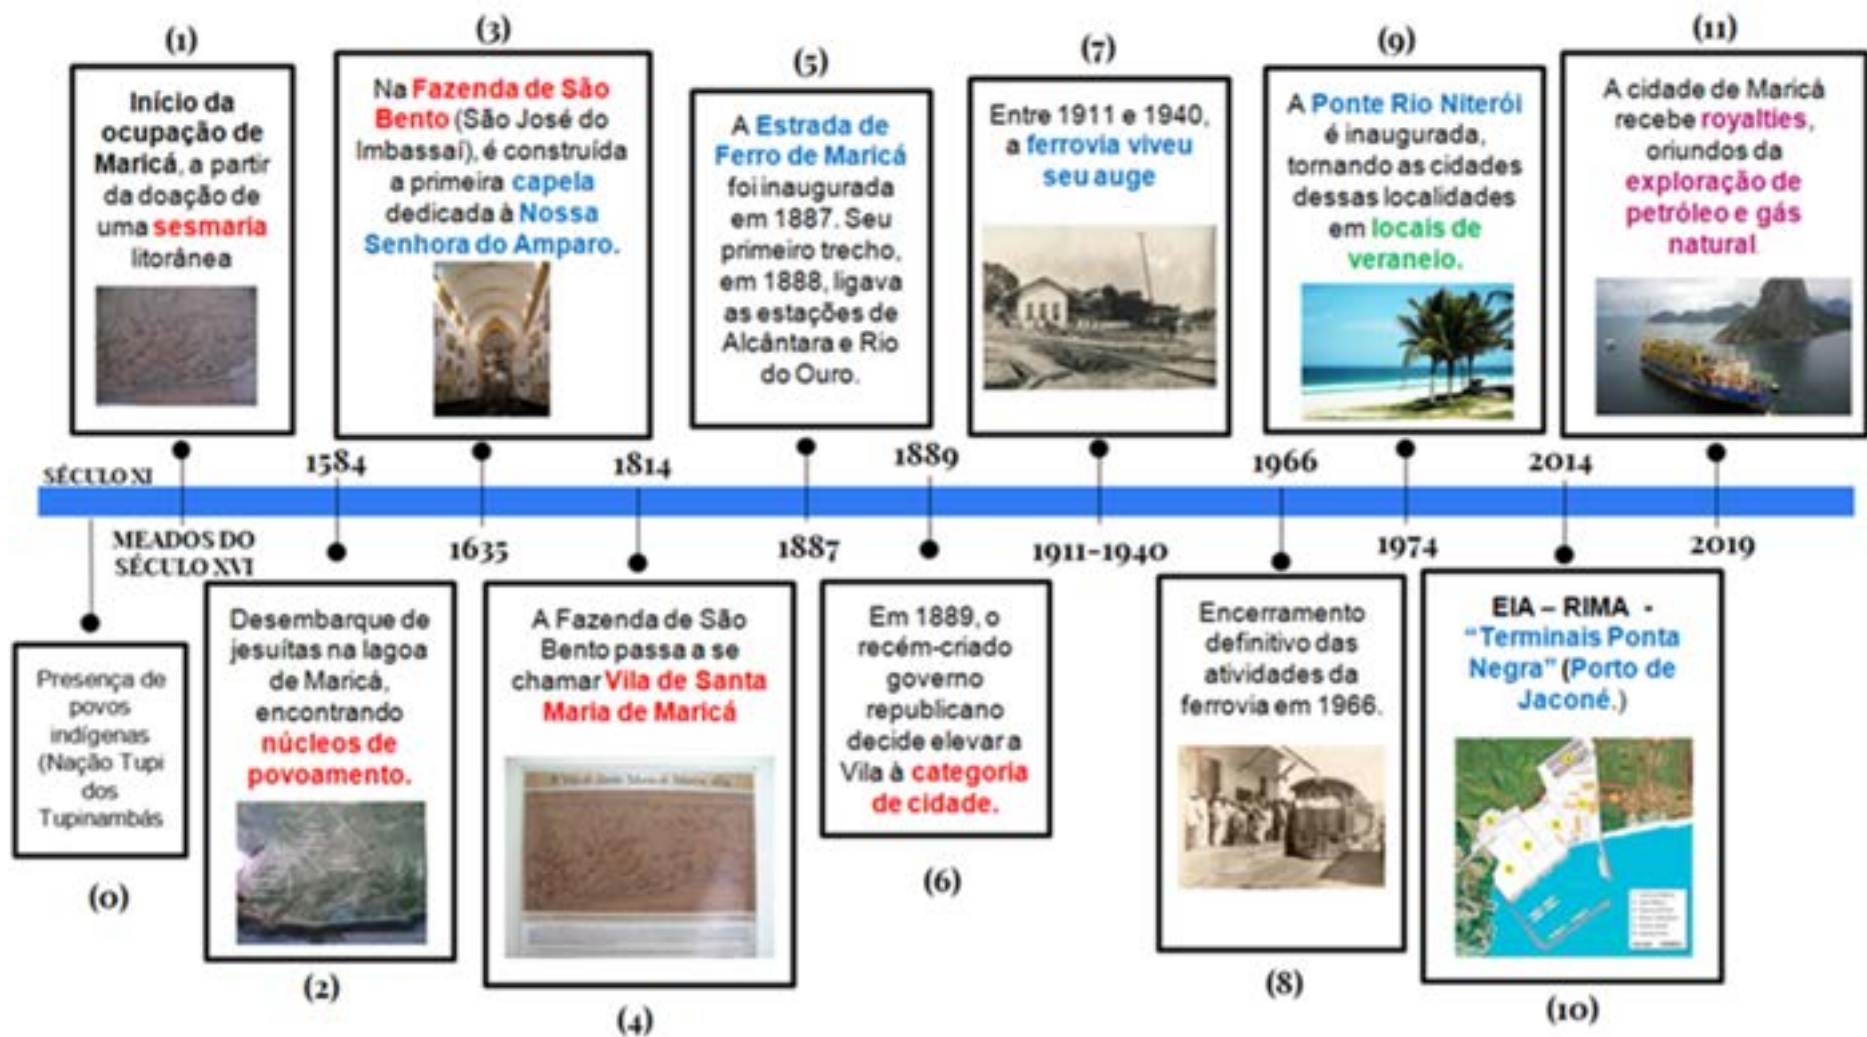 (1)
Início da
ocupação de
Maricá, a partir
da doação de
uma sesmaria
litorânea
(3)
Na Fazenda de São
Bento (São José do
Imbassaí), é construída
a primeira capela
dedicada à Nossa
Senhora do Amparo.
(5)
A Estrada de
Ferro de Maricá
foi inaugurada
em 1887. Seu
primeiro trecho,
em 1888, ligava
as estações de
Alcântara e Rio
do Ouro.
(7)
Entre 1911 e 1940,
a ferrovia viveu
seu auge
(9)
A Ponte Rio Niterói
é inaugurada,
tornando as cidades
dessas localidades
em locais de
veraneio.
(11)
A cidade de Maricá
recebe royalties,
oriundos da
exploração de
petróleo e gás
natural
SÉCULO XI
1584
1814
1889
1966
2014
MEADOS DO
SÉCULO XVI
1635
1887
1911-1940
1974
2019
Presença de
povos
indígenas
(Nação Tupi
dos
Tupinambás
(0)
Desembarque de
jesuítas na lagoa
de Maricá,
encontrando
núcleos de
povoamento.
(2)
A Fazenda de São
Bento passa a se
chamar Vila de Santa
Maria de Maricá
(4)
Em 1889, o
recém-criado
governo
republicano
decide elevar a
Vila à categoria
de cidade.
(6)
Encerramento
definitivo das
atividades da
ferrovia em 1966.
(8)
EIA – RIMA -
“Terminais Ponta
Negra” (Porto de
Jaconé.)
(10)